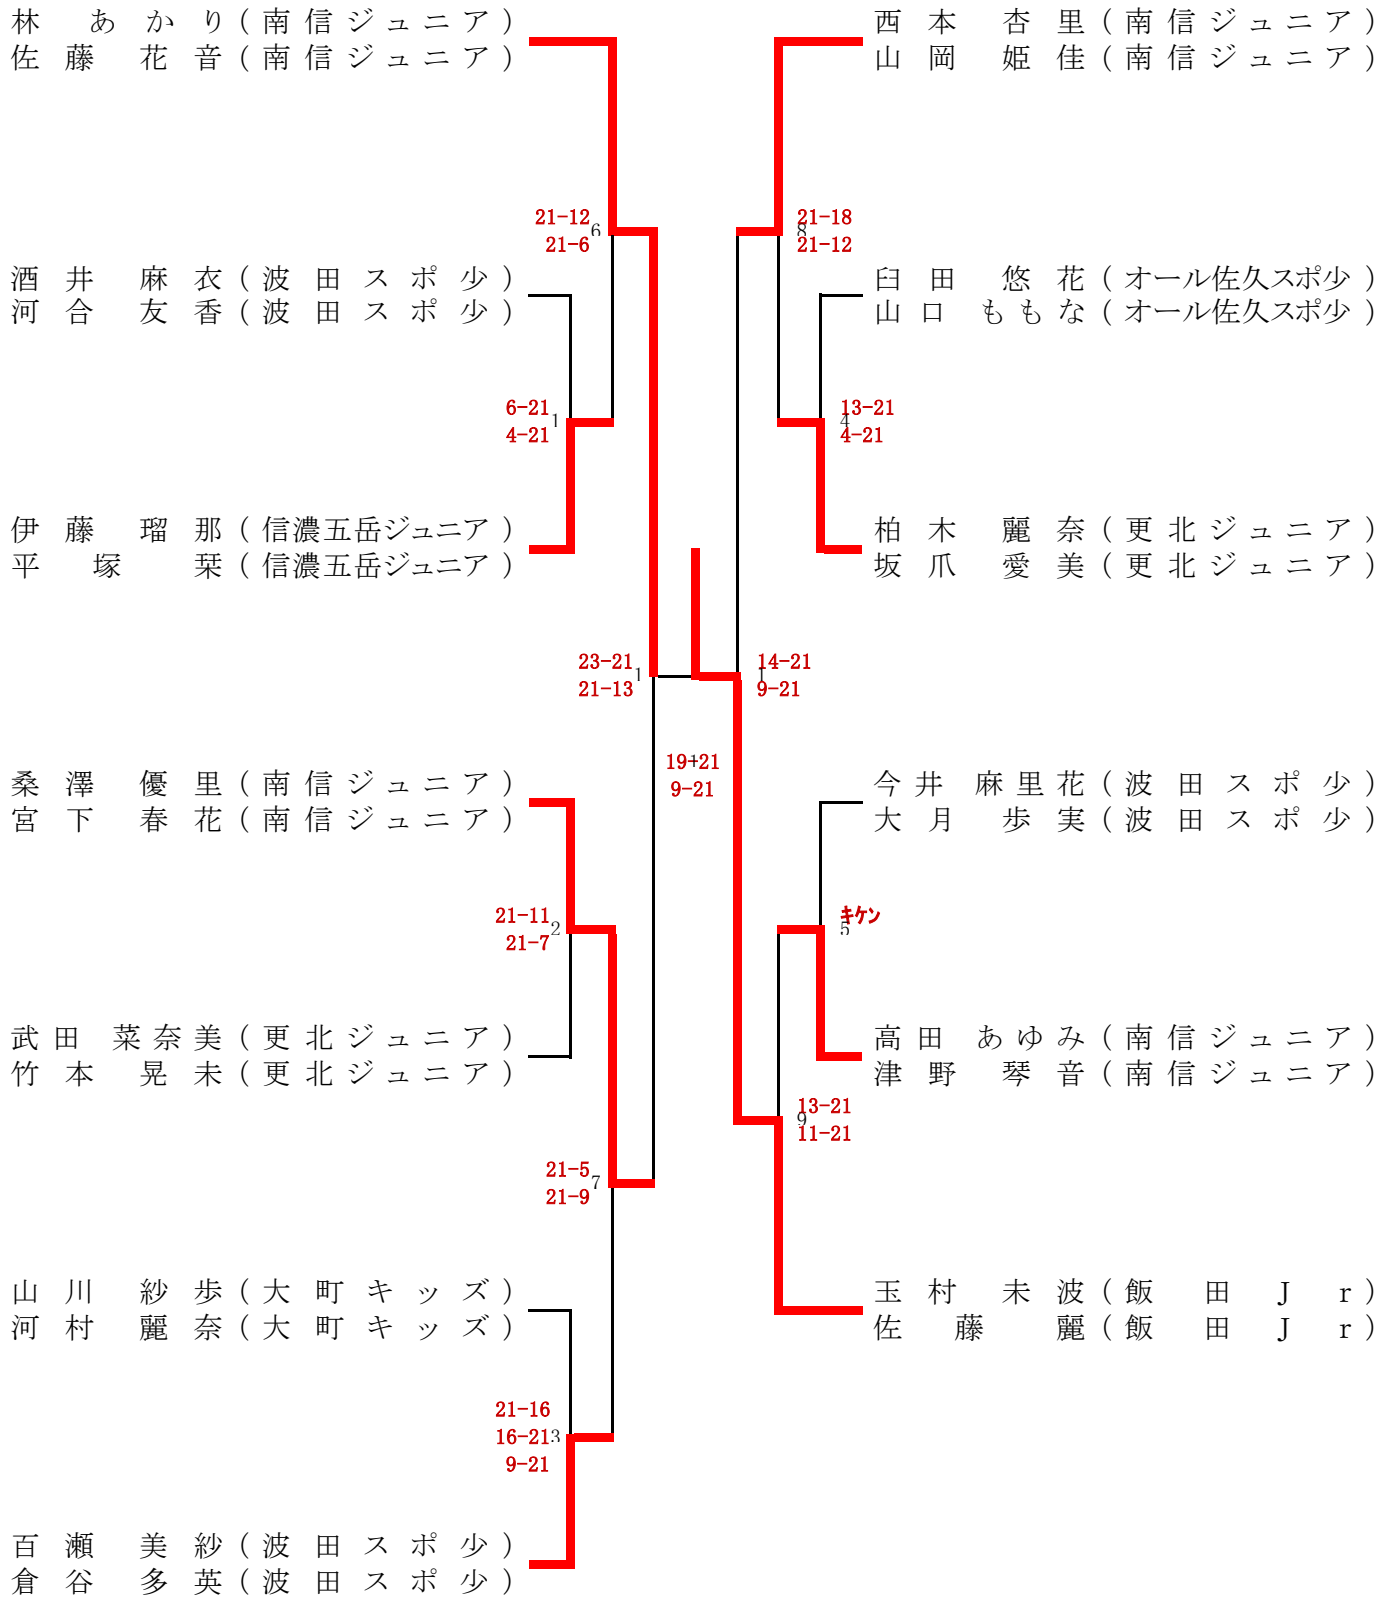 林 あかり (南信ジュニア)
佐藤 花音 (南信ジュニア)
21-12
6
21-6
酒井 麻衣 (波田スポ少)
河合 友香 (波田スポ少)
6-21
1
4-21
伊藤 瑠那 (信濃五岳ジュニア)
平塚 栞 (信濃五岳ジュニア)
23-21
1
21-13
桑澤 優里 (南信ジュニア)
宮下 春花 (南信ジュニア)
21-11
2
21-7
武田 菜奈美 (更北ジュニア)
竹本 晃未 (更北ジュニア)
21-5
7
21-9
山川 紗歩 (大町キッズ)
河村 麗奈 (大町キッズ)
21-16
16-21
3
9-21
百瀬 美紗 (波田スポ少)
倉谷 多英 (波田スポ少)
19-21
9-21
西本 杏里 (南信ジュニア)
山岡 姫佳 (南信ジュニア)
21-18
8
21-12
臼田 悠花 (オール佐久スポ少)
山口 ももな (オール佐久スポ少)
13-21
4
4-21
柏木 麗奈 (更北ジュニア)
坂爪 愛美 (更北ジュニア)
14-21
1
9-21
今井 麻里花 (波田スポ少)
大月 歩実 (波田スポ少)
キケン
5
高田 あゆみ (南信ジュニア)
津野 琴音 (南信ジュニア)
13-21
9
11-21
玉村 未波 (飯田Jr)
佐藤 麗 (飯田Jr)